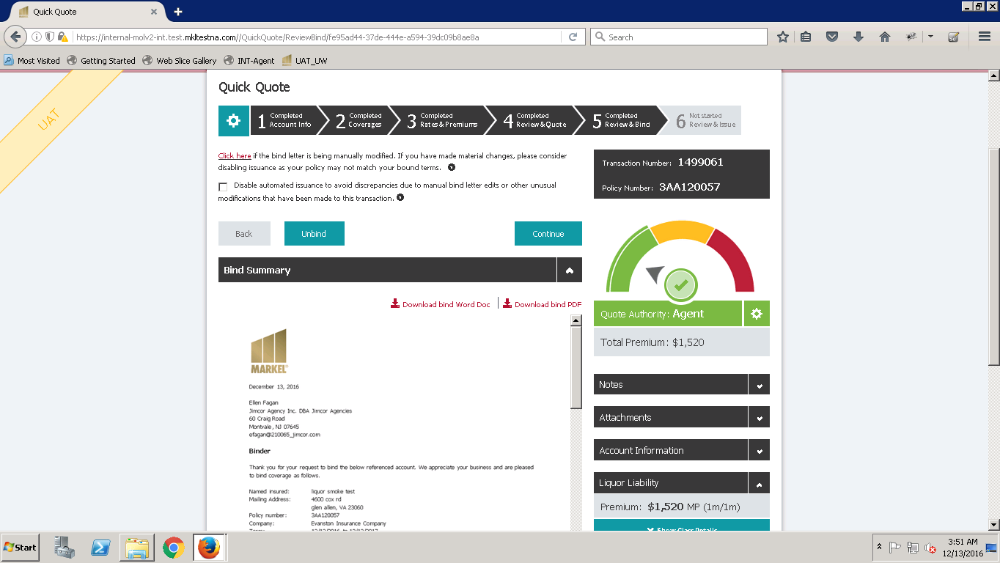 Quick Quote
https://internal-molv2-int.test.mkltestna.com//QuickQuote/ReviewBind/fe95ad44-37de-444e-a594-39dc09b8ae8a
Search
Most Visited
Getting Started
Web Slice Gallery
INT-Agent
UAT_UW
UAT
Quick Quote
1 Completed Account Info
2 Completed Coverages
3 Completed Rates & Premiums
4 Completed Review & Quote
5 Completed Review & Bind
6 Not started Review & Issue
Click here if the bind letter is being manually modified. If you have made material changes, please consider
disabling issuance as your policy may not match your bound terms.
Disable automated issuance to avoid discrepancies due to manual bind letter edits or other unusual
modifications that have been made to this transaction.
Back
Unbind
Continue
Bind Summary
Download bind Word Doc
Download bind PDF
MARKEL
December 13, 2016
Ellen Fagan
Jimcor Agency Inc. DBA Jimcor Agencies
60 Craig Road
Montvale, NJ 07645
efagan@210065_jimcor.com
Binder
Thank you for your request to bind the below referenced account. We appreciate your business and are pleased
to bind coverage as follows.
Named insured: liquor smoke test
Mailing Address: 4600 cox rd
glen allen, VA 23060
Policy number: 3AA120057
Company: Evanston Insurance Company
Transaction Number: 1499061
Policy Number: 3AA120057
Quote Authority: Agent
Total Premium: $1,520
Notes
Attachments
Account Information
Liquor Liability
Premium: $1,520 MP (1m/1m)
Show Class Details
Start
3:51 AM
12/13/2016